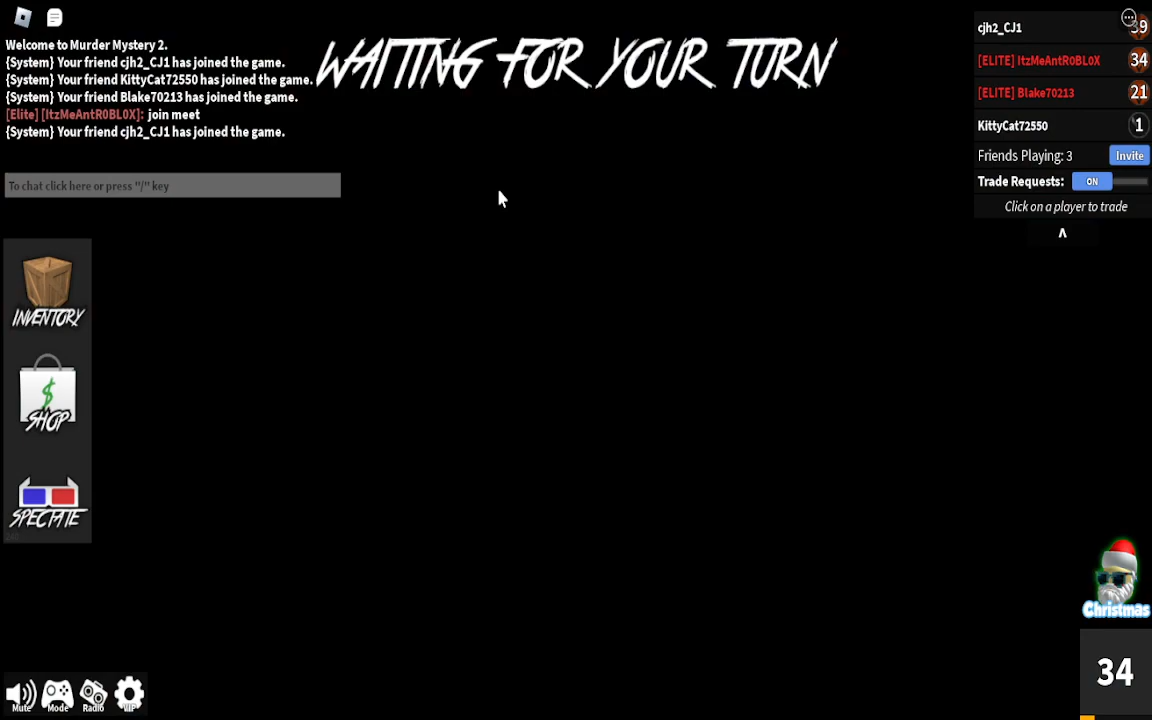 Welcome to Murder Mystery 2.
{System} Your friend cjh2_CJ1 has joined the game.
{System} Your friend KittyCat72550 has joined the game.
{System} Your friend Blake70213 has joined the game.
[Elite] [ItzMeAntR0BL0X]: join meet
{System} Your friend cjh2_CJ1 has joined the game.
To chat click here or press "/" key
WAITING FOR YOUR TURN
cjh2_CJ1 39
[ELITE] ItzMeAntR0BL0X 34
[ELITE] Blake70213 21
KittyCat72550 1
Friends Playing: 3 Invite
Trade Requests: ON
Click on a player to trade
INVENTORY
$
SHOP
SPECTATE
Christmas
34
Mute Mode Radio VIP